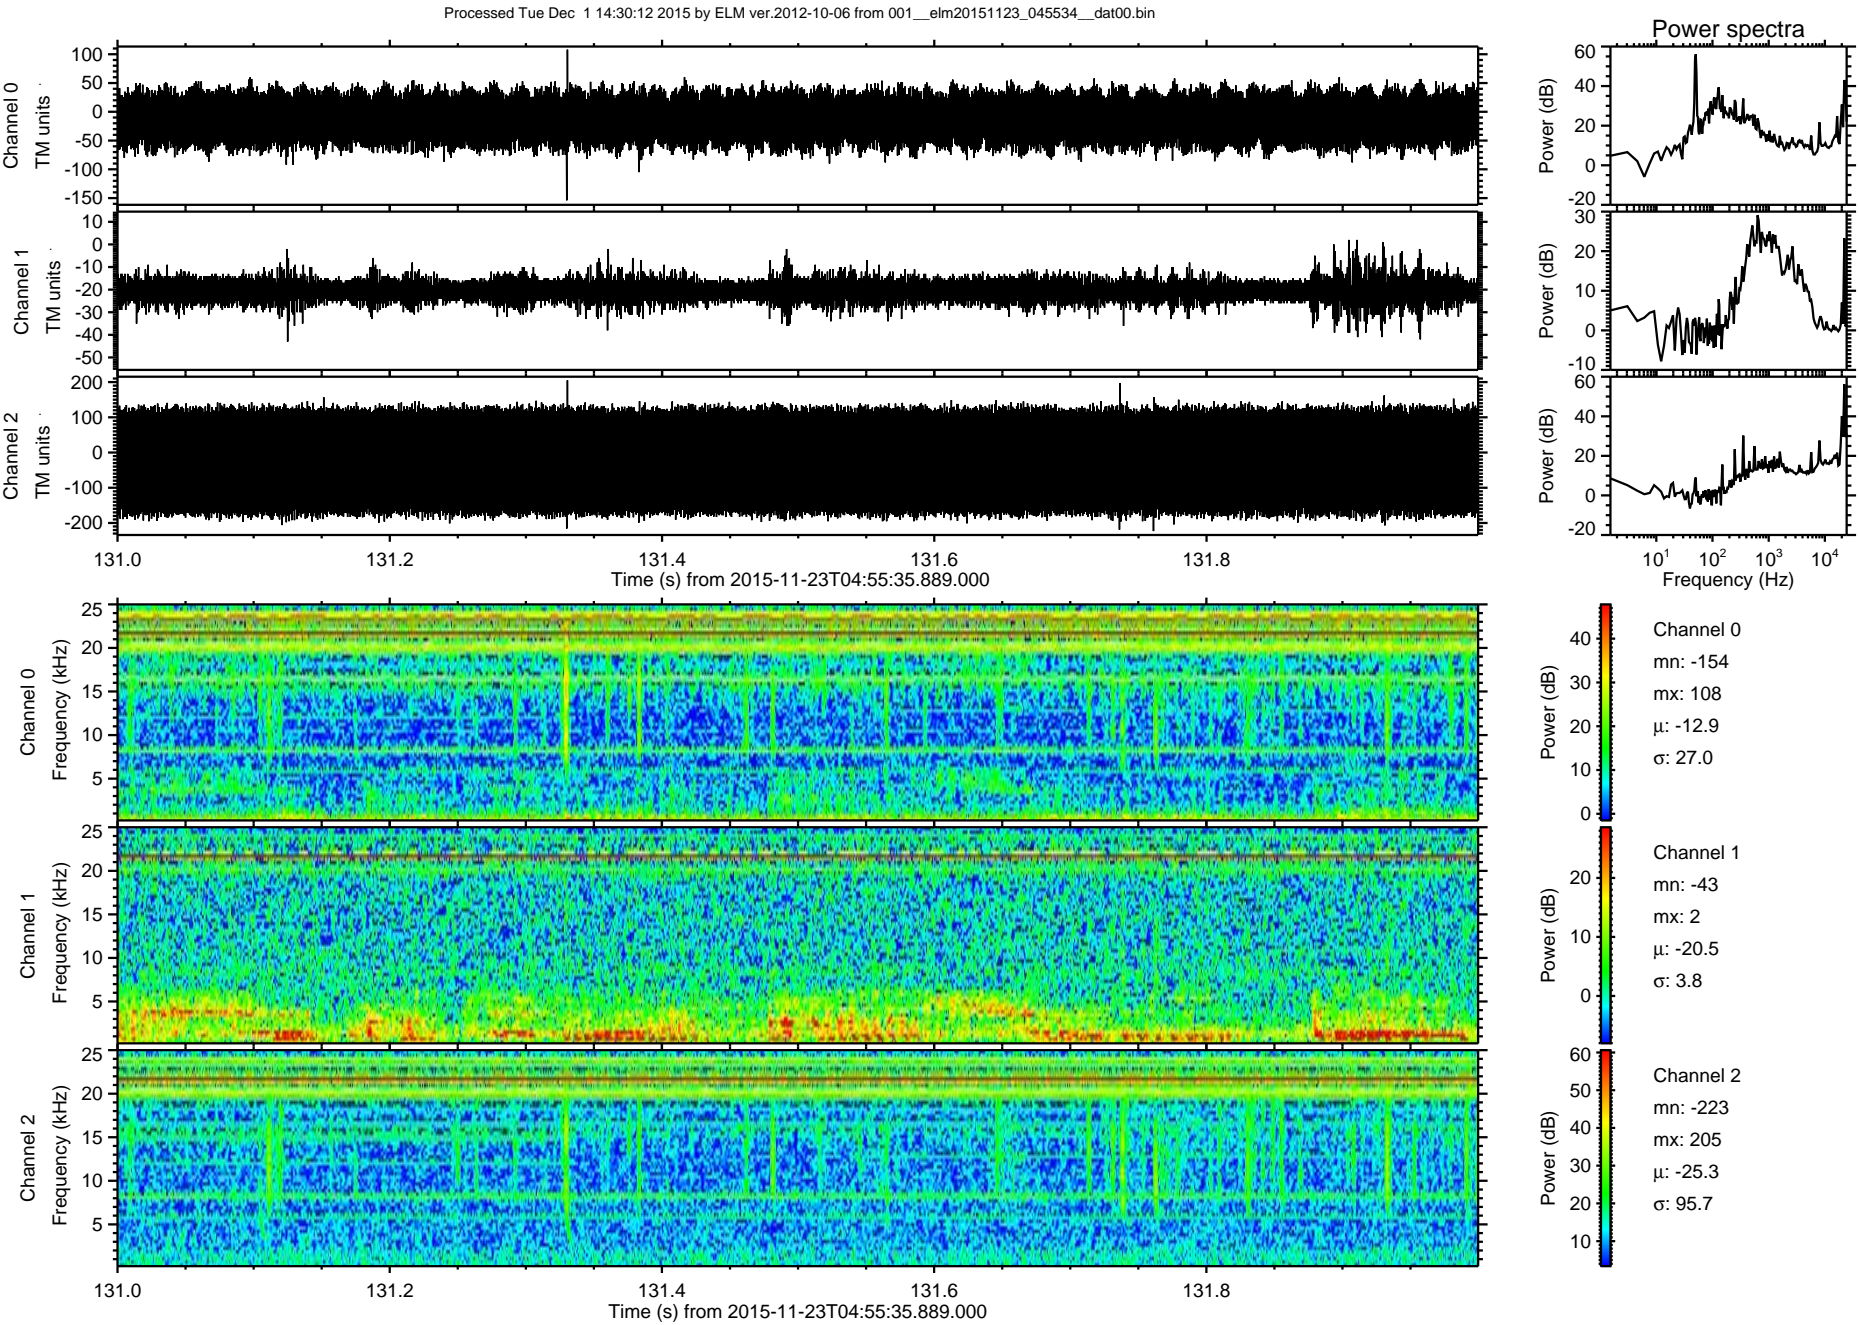 Processed Tue Dec  1 14:30:12 2015 by ELM ver.2012-10-06 from 001__elm20151123_045534__dat00.bin
Power spectra
Channel 0
TM units
100
50
0
-50
-100
-150
Power (dB)
60
40
20
0
-20
Channel 1
TM units
10
0
-10
-20
-30
-40
-50
Power (dB)
30
20
10
0
-10
Channel 2
TM units
200
100
0
-100
-200
Power (dB)
60
40
20
0
-20
131.0 131.2 131.4 131.6 131.8
Time (s) from 2015-11-23T04:55:35.889.000
10^1 10^2 10^3 10^4
Frequency (Hz)
Channel 0
Frequency (kHz)
25
20
15
10
5
Power (dB)
40
30
20
10
0
Channel 0
mn: -154
mx: 108
μ: -12.9
σ: 27.0
Channel 1
Frequency (kHz)
25
20
15
10
5
Power (dB)
20
10
0
Channel 1
mn: -43
mx: 2
μ: -20.5
σ: 3.8
Channel 2
Frequency (kHz)
25
20
15
10
5
Power (dB)
60
50
40
30
20
10
Channel 2
mn: -223
mx: 205
μ: -25.3
σ: 95.7
131.0 131.2 131.4 131.6 131.8
Time (s) from 2015-11-23T04:55:35.889.000